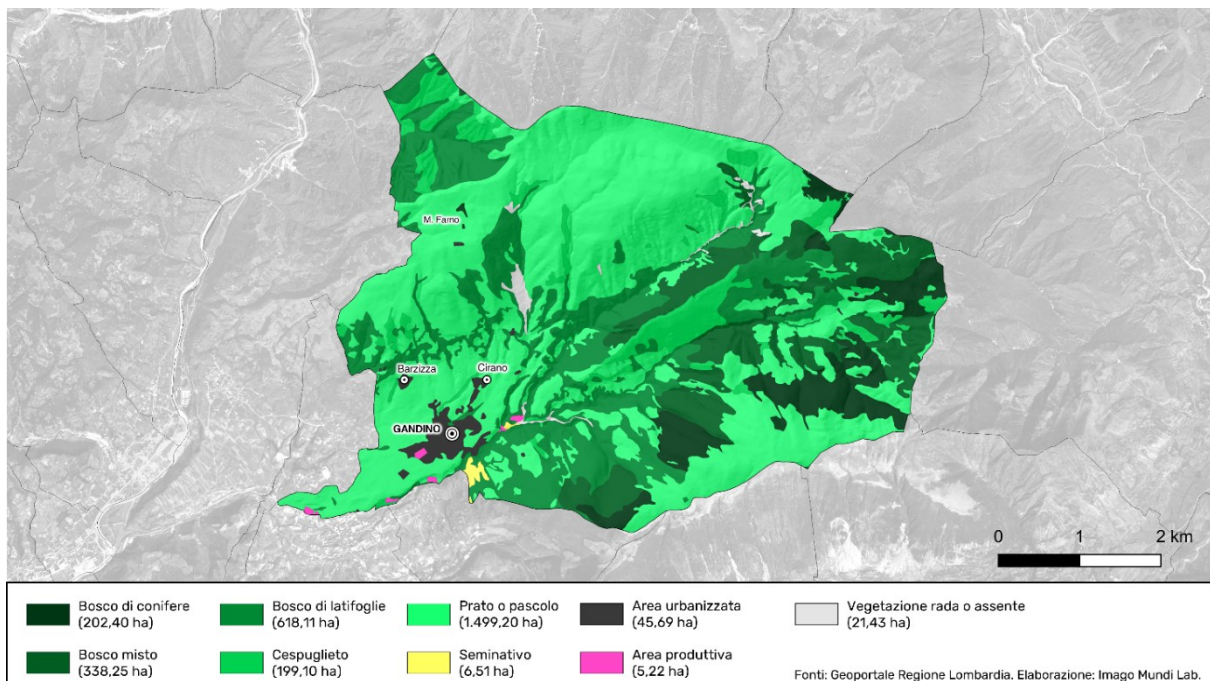 M. Farno
Barzizza
Cirano
GANDINO
0 1 2 km
Bosco di conifere
(202,40 ha)
Bosco di latifoglie
(618,11 ha)
Prato o pascolo
(1.499,20 ha)
Area urbanizzata
(45,69 ha)
Vegetazione rada o assente
(21,43 ha)
Bosco misto
(338,25 ha)
Cespuglieto
(199,10 ha)
Seminativo
(6,51 ha)
Area produttiva
(5,22 ha)
Fonti: Geoportale Regione Lombardia. Elaborazione: Imago Mundi Lab.